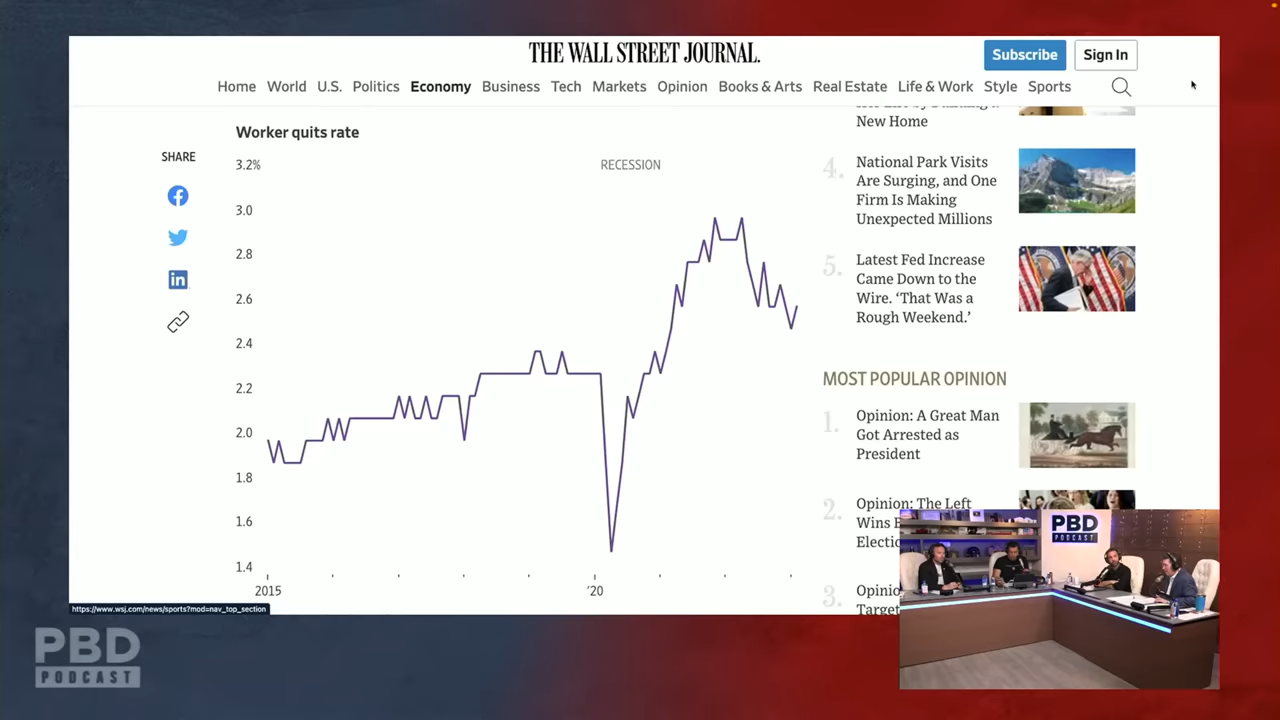 THE WALL STREET JOURNAL.
Subscribe
Sign In
Home World U.S. Politics Economy Business Tech Markets Opinion Books & Arts Real Estate Life & Work Style Sports
SHARE
Worker quits rate
3.2%
RECESSION
3.0
2.8
2.6
2.4
2.2
2.0
1.8
1.6
1.4
2015
'20
New Home
4.
National Park Visits
Are Surging, and One
Firm Is Making
Unexpected Millions
5.
Latest Fed Increase
Came Down to the
Wire. ‘That Was a
Rough Weekend.’
MOST POPULAR OPINION
1.
Opinion: A Great Man
Got Arrested as
President
2.
Opinion: The Left
Wins
3.
https://www.wsj.com/news/sports?mod=nav_top_section
PBD
PODCAST
PBD
PODCAST